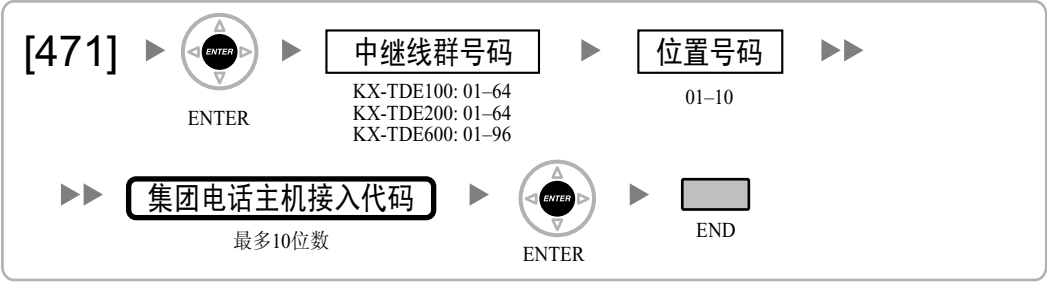 [471] ENTER 中继线群号码 位置号码
ENTER
KX-TDE100: 01–64
KX-TDE200: 01–64
KX-TDE600: 01–96
01–10
集团电话主机接入代码 ENTER
最多10位数
ENTER
END